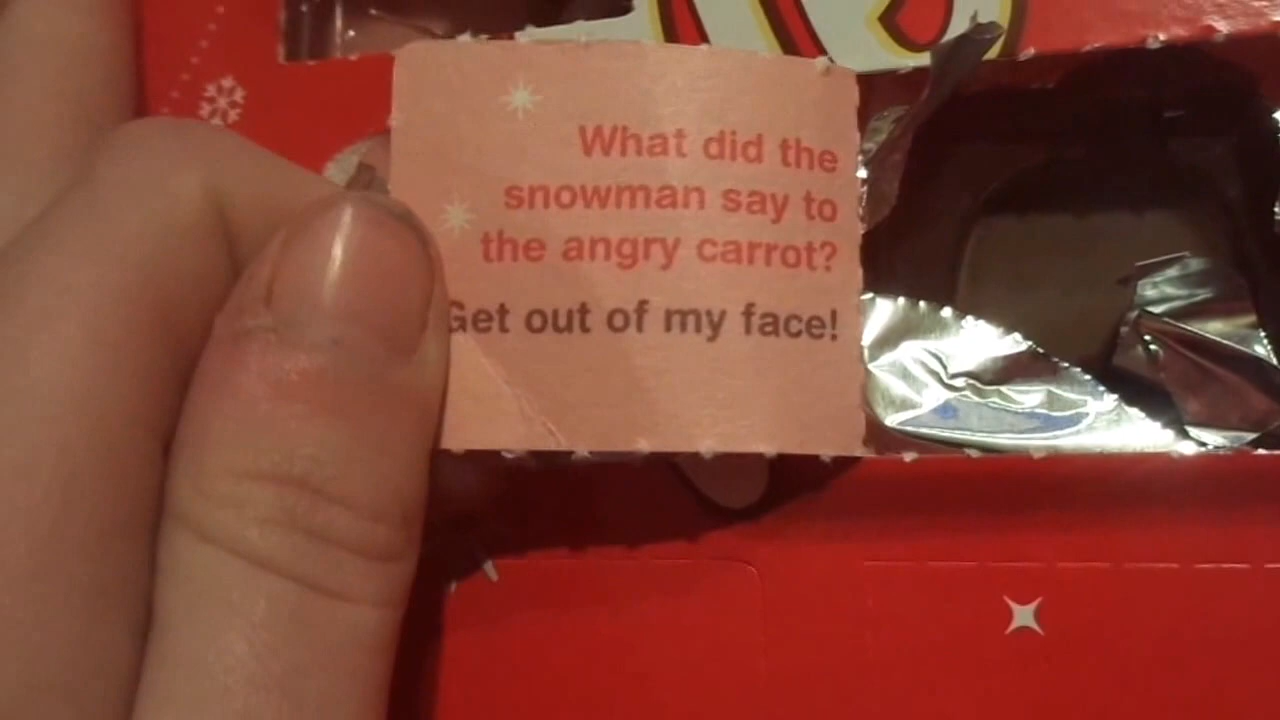 What did the
snowman say to
the angry carrot?
Get out of my face!